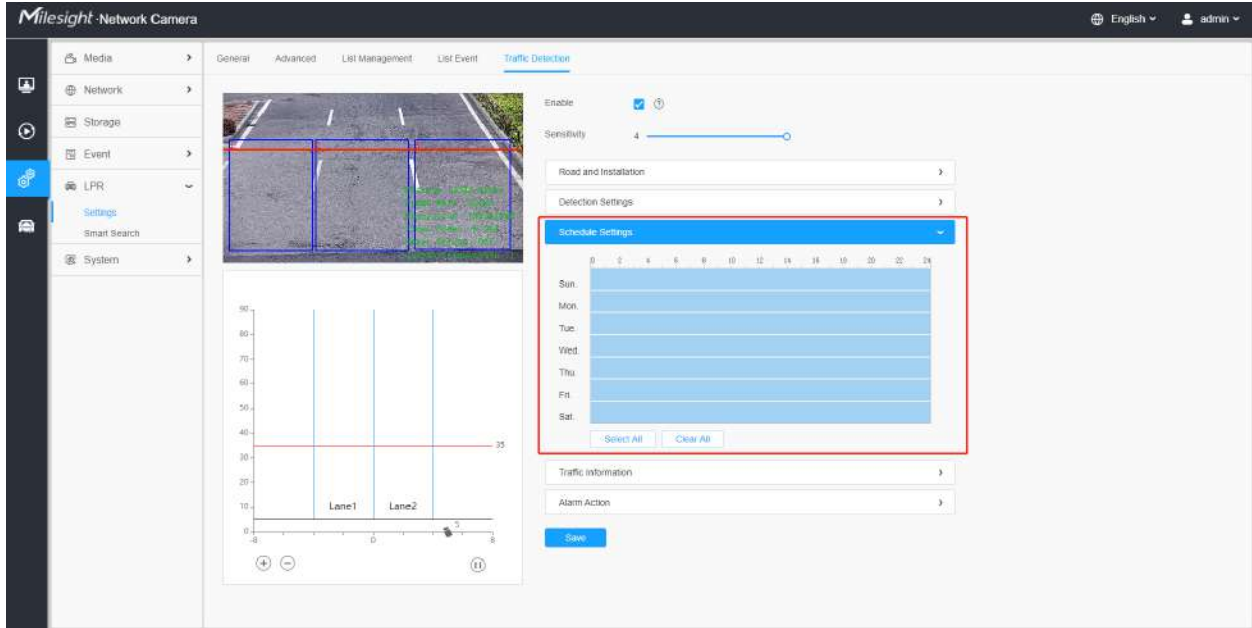 Milesight-Network Camera
English
admin
Media
Network
Storage
Event
LPR
Settings
Smart Search
System
General
Advanced
List Management
List Event
Traffic Detection
Enable
Sensitivity
4
Road and Installation
Detection Settings
Schedule Settings
0 2 4 6 8 10 12 14 16 18 20 22 24
Sun.
Mon.
Tue.
Wed.
Thu.
Fri.
Sat.
Select All
Clear All
Traffic Information
Alarm Action
Save
90
80
70
60
50
40
35
30
20
10
Lane1
Lane2
5
0
-8
0
8